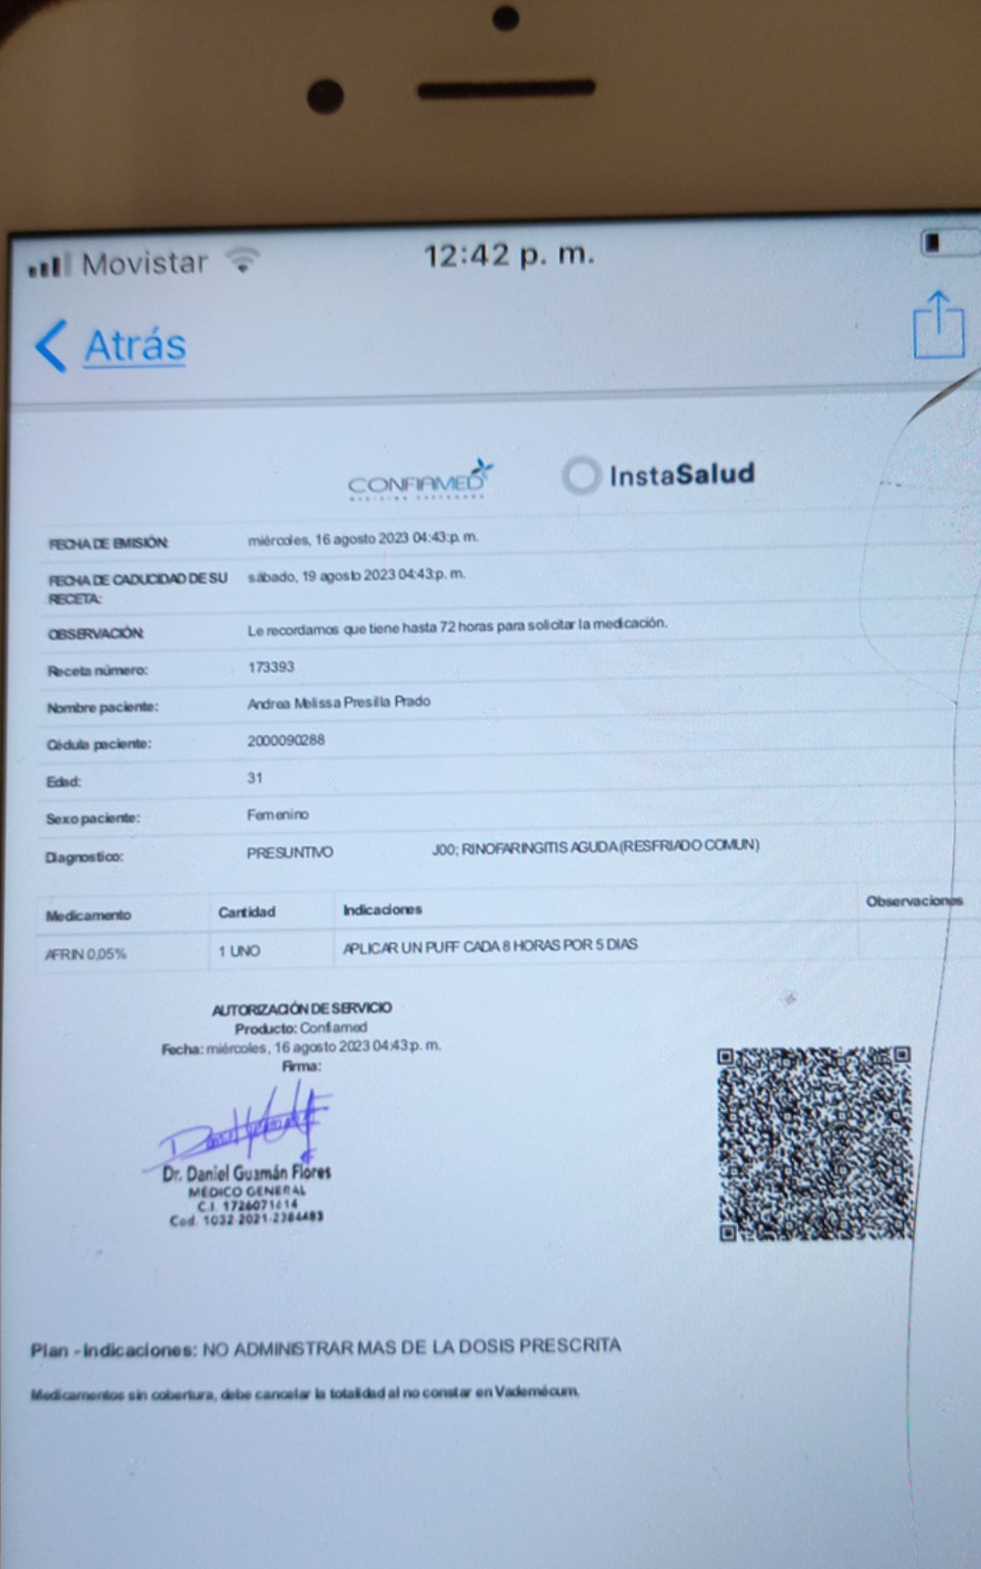 Movistar 12:42 p. m.
Atrás
CONFIAMED InstaSalud
FECHA DE EMISIÓN: miércoles, 16 agosto 2023 04:43:p. m.
FECHA DE CADUCIDAD DE SU RECETA: sábado, 19 agosto 2023 04:43:p. m.
OBSERVACIÓN: Le recordamos que tiene hasta 72 horas para solicitar la medicación.
Receta número: 173393
Nombre paciente: Andrea Melissa Presilla Prado
Cédula paciente: 2000090288
Edad: 31
Sexo paciente: Femenino
Diagnostico: PRESUNTIVO J00; RINOFARINGITIS AGUDA (RESFRIADO COMUN)
Medicamento Cantidad Indicaciones Observaciones
AFRIN 0,05% 1 UNO APLICAR UN PUFF CADA 8 HORAS POR 5 DIAS
AUTORIZACIÓN DE SERVICIO
Producto: Confiamed
Fecha: miércoles, 16 agosto 2023 04:43:p. m.
Firma:
Dr. Daniel Guzmán Flores
MÉDICO GENERAL
C.I. 1726071614
Cod. 1032-2021-2384483
Plan - Indicaciones: NO ADMINISTRAR MAS DE LA DOSIS PRESCRITA
Medicamentos sin cobertura, debe cancelar la totalidad al no constar en Vademécum.